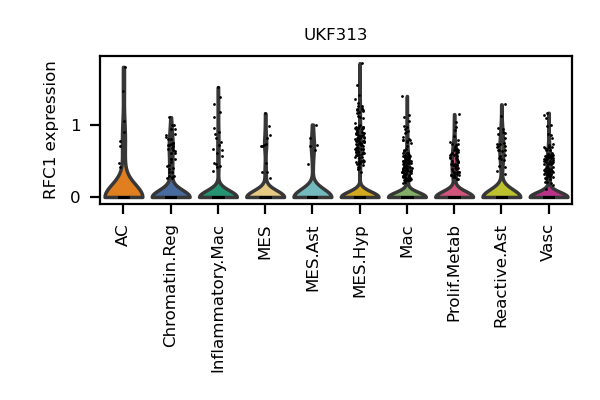 UKF313
RFC1 expression
1
0
AC
Chromatin.Reg
Inflammatory.Mac
MES
MES.Ast
MES.Hyp
Mac
Prolif.Metab
Reactive.Ast
Vasc